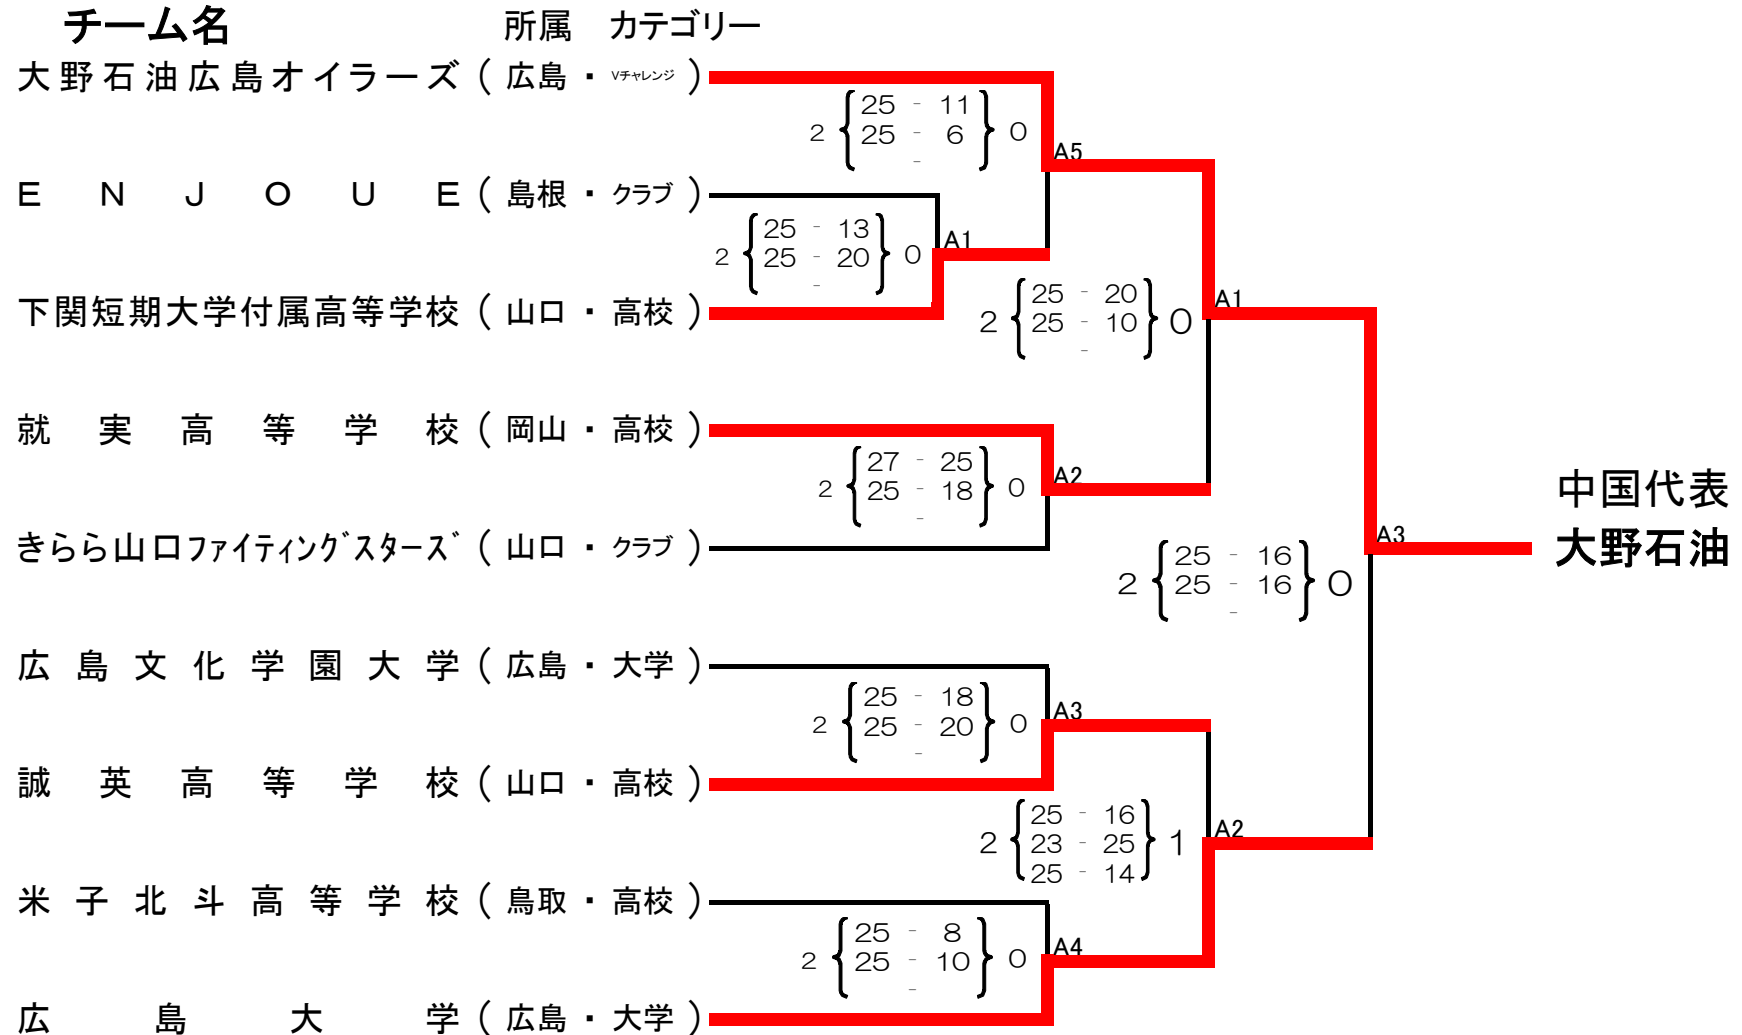 チーム名 所属 カテゴリー
大野石油広島オイラーズ ( 広島 ・ Vチャレンジ )
25 - 11
2 25 - 6 0
-
A5
ENJOUE ( 島根 ・ クラブ )
25 - 13
2 25 - 20 0
-
A1
下関短期大学付属高等学校 ( 山口 ・ 高校 )
25 - 20
2 25 - 10 0
-
A1
就実高等学校 ( 岡山 ・ 高校 )
27 - 25
2 25 - 18 0
-
A2
きらら山口ファイティングスターズ ( 山口 ・ クラブ )
中国代表
大野石油
A3
25 - 16
2 25 - 16 0
-
広島文化学園大学 ( 広島 ・ 大学 )
25 - 18
2 25 - 20 0
-
A3
誠英高等学校 ( 山口 ・ 高校 )
25 - 16
2 23 - 25 1
25 - 14
A2
米子北斗高等学校 ( 鳥取 ・ 高校 )
25 - 8
2 25 - 10 0
-
A4
広島大学 ( 広島 ・ 大学 )